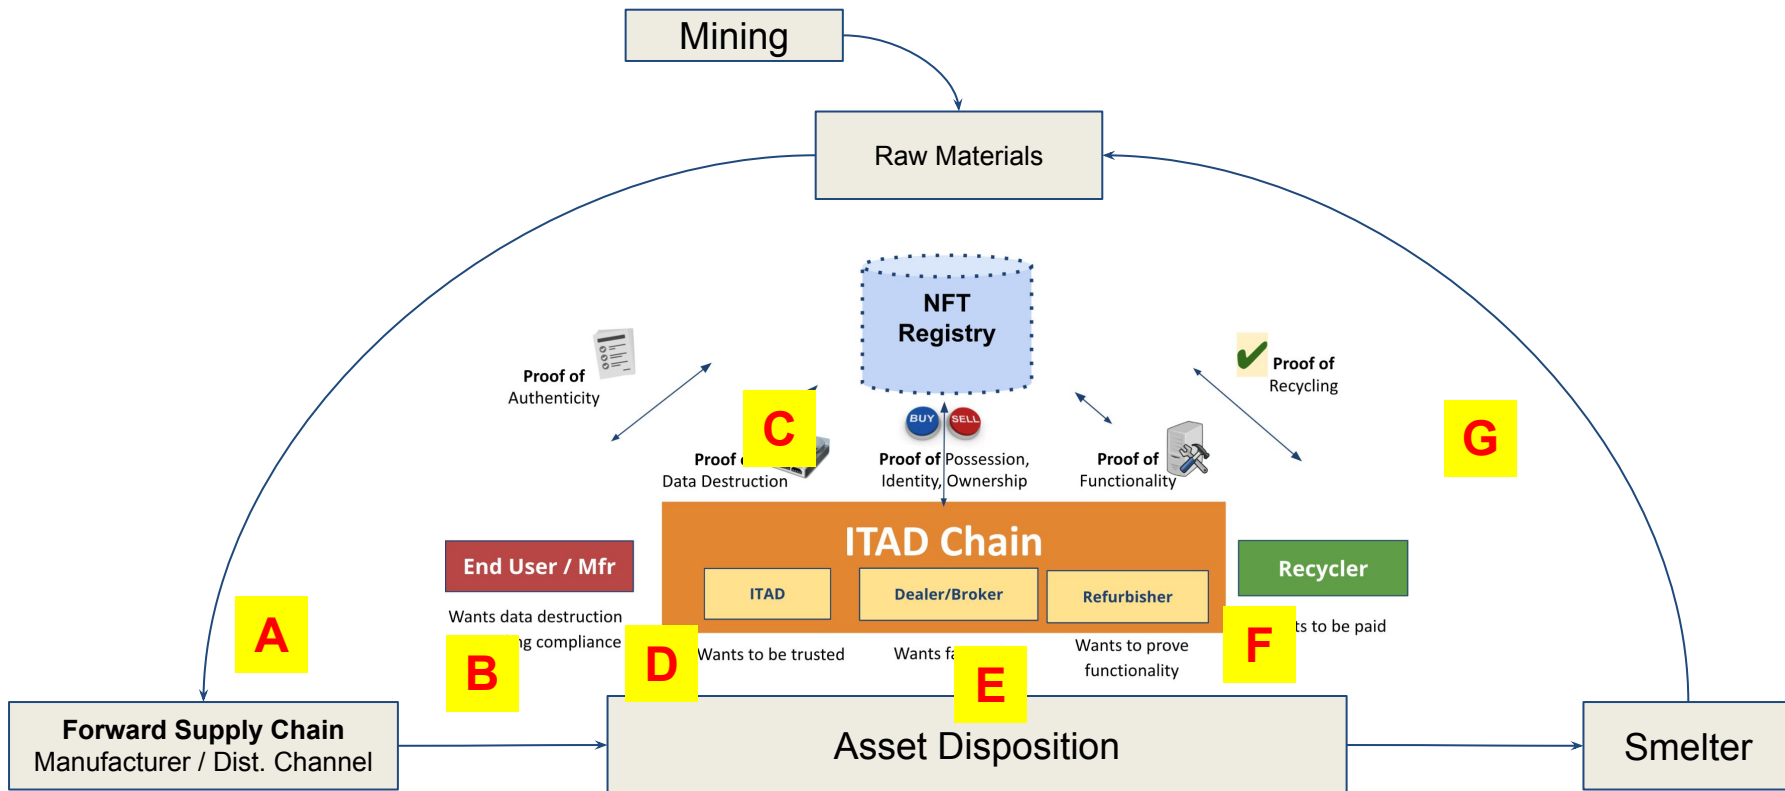 Mining
Raw Materials
NFT
Registry
Proof of
Authenticity
Proof of
Recycling
C
BUY
SELL
G
Proof
Data Destruction
Proof of Possession,
Identity, Ownership
Proof of
Functionality
ITAD Chain
End User / Mfr
ITAD
Dealer/Broker
Refurbisher
Recycler
Wants data destruction
compliance
A
B
D
Wants to be trusted
Wants
E
Wants to prove
functionality
F
to be paid
Forward Supply Chain
Manufacturer / Dist. Channel
Asset Disposition
Smelter